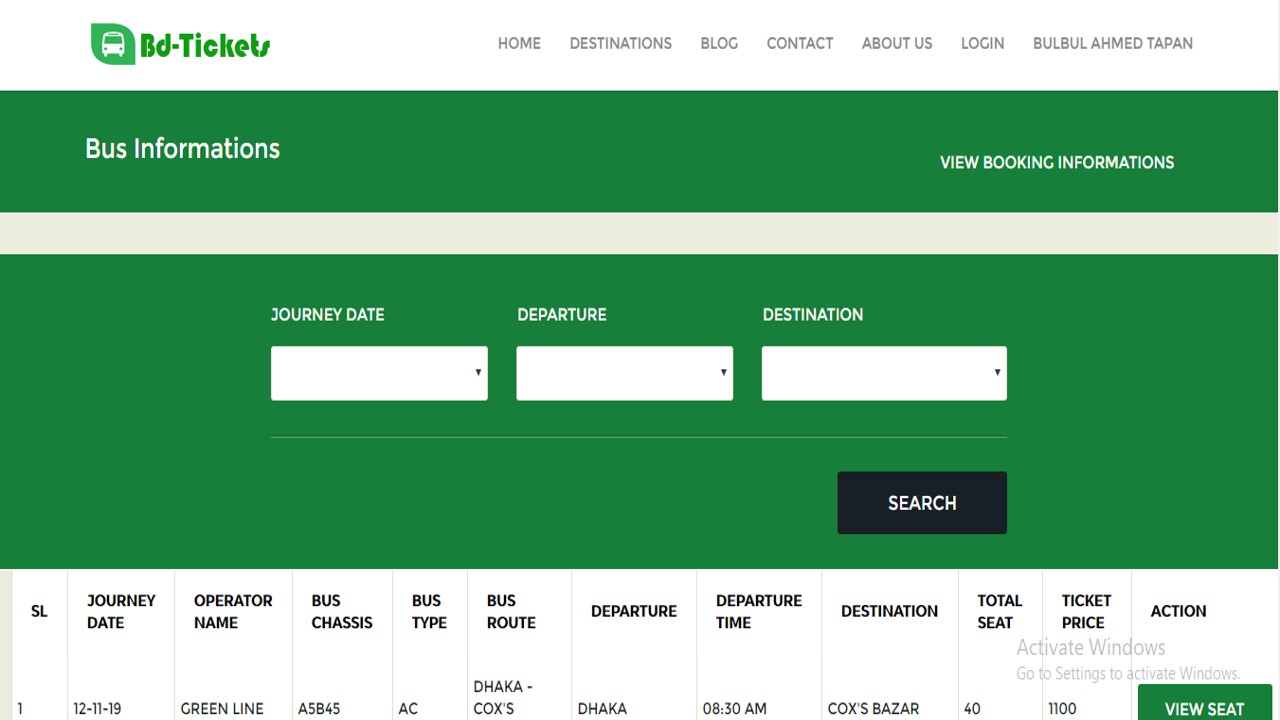 Bd-Tickets
HOME DESTINATIONS BLOG CONTACT ABOUT US LOGIN BULBUL AHMED TAPAN
Bus Informations
VIEW BOOKING INFORMATIONS
JOURNEY DATE DEPARTURE DESTINATION
SEARCH
SL JOURNEY DATE OPERATOR NAME BUS CHASSIS BUS TYPE BUS ROUTE DEPARTURE DEPARTURE TIME DESTINATION TOTAL SEAT TICKET PRICE ACTION
Activate Windows
Go to Settings to activate Windows.
1 12-11-19 GREEN LINE A5B45 AC DHAKA - COX'S DHAKA 08:30 AM COX'S BAZAR 40 1100 VIEW SEAT